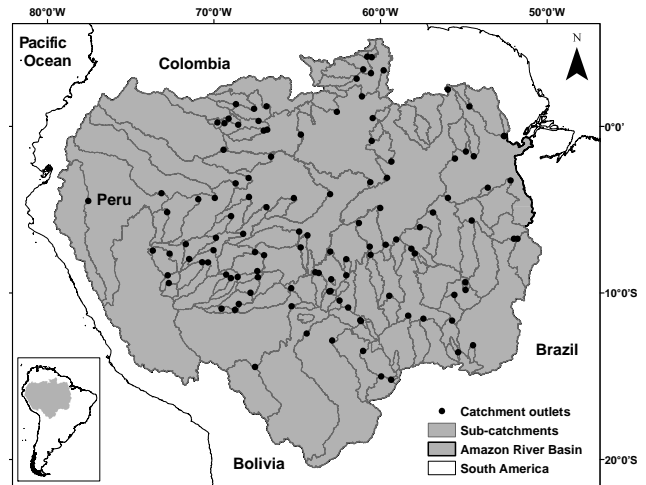 80°0'W 70°0'W 60°0'W 50°0'W
Pacific
Ocean
Colombia
N
0°0'
Peru
10°0'S
Brazil
Catchment outlets
Sub-catchments
Amazon River Basin
South America
Bolivia
20°0'S